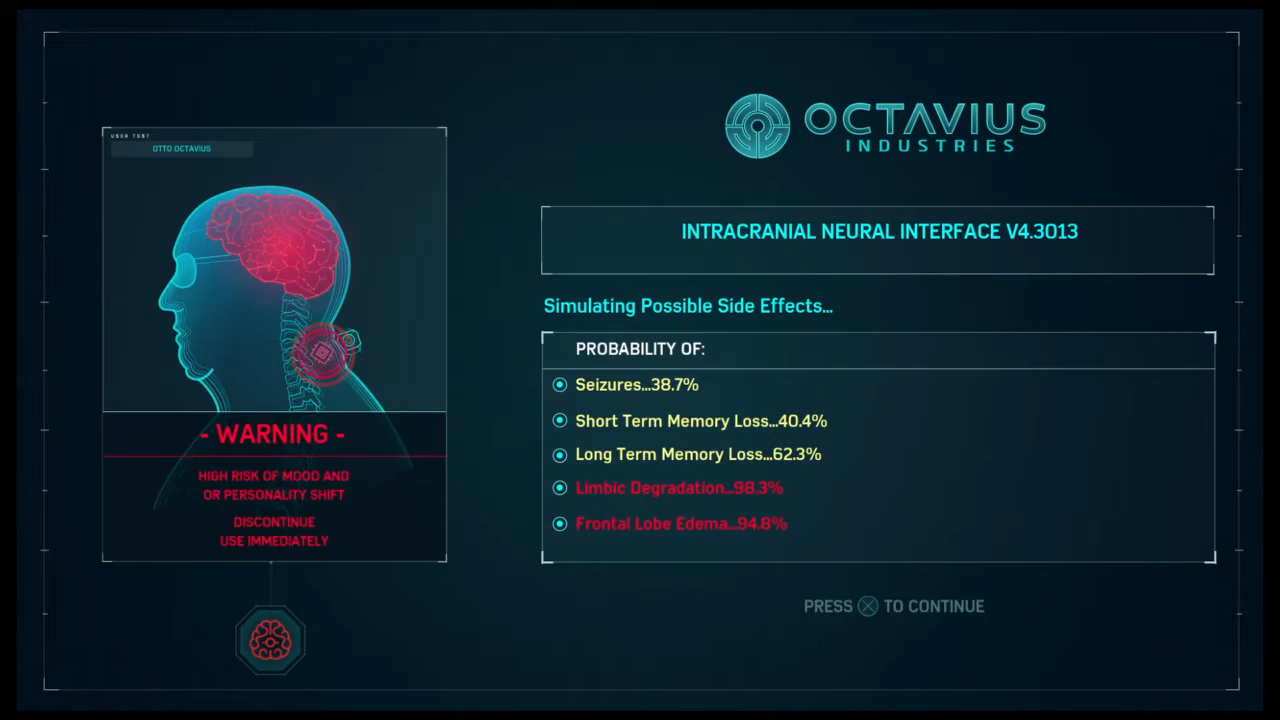 USER TEST
OTTO OCTAVIUS
- WARNING -
HIGH RISK OF MOOD AND
OR PERSONALITY SHIFT
DISCONTINUE
USE IMMEDIATELY
OCTAVIUS
INDUSTRIES
INTRACRANIAL NEURAL INTERFACE V4.3013
Simulating Possible Side Effects...
PROBABILITY OF:
Seizures...38.7%
Short Term Memory Loss...40.4%
Long Term Memory Loss...62.3%
Limbic Degradation...98.3%
Frontal Lobe Edema...94.8%
PRESS TO CONTINUE